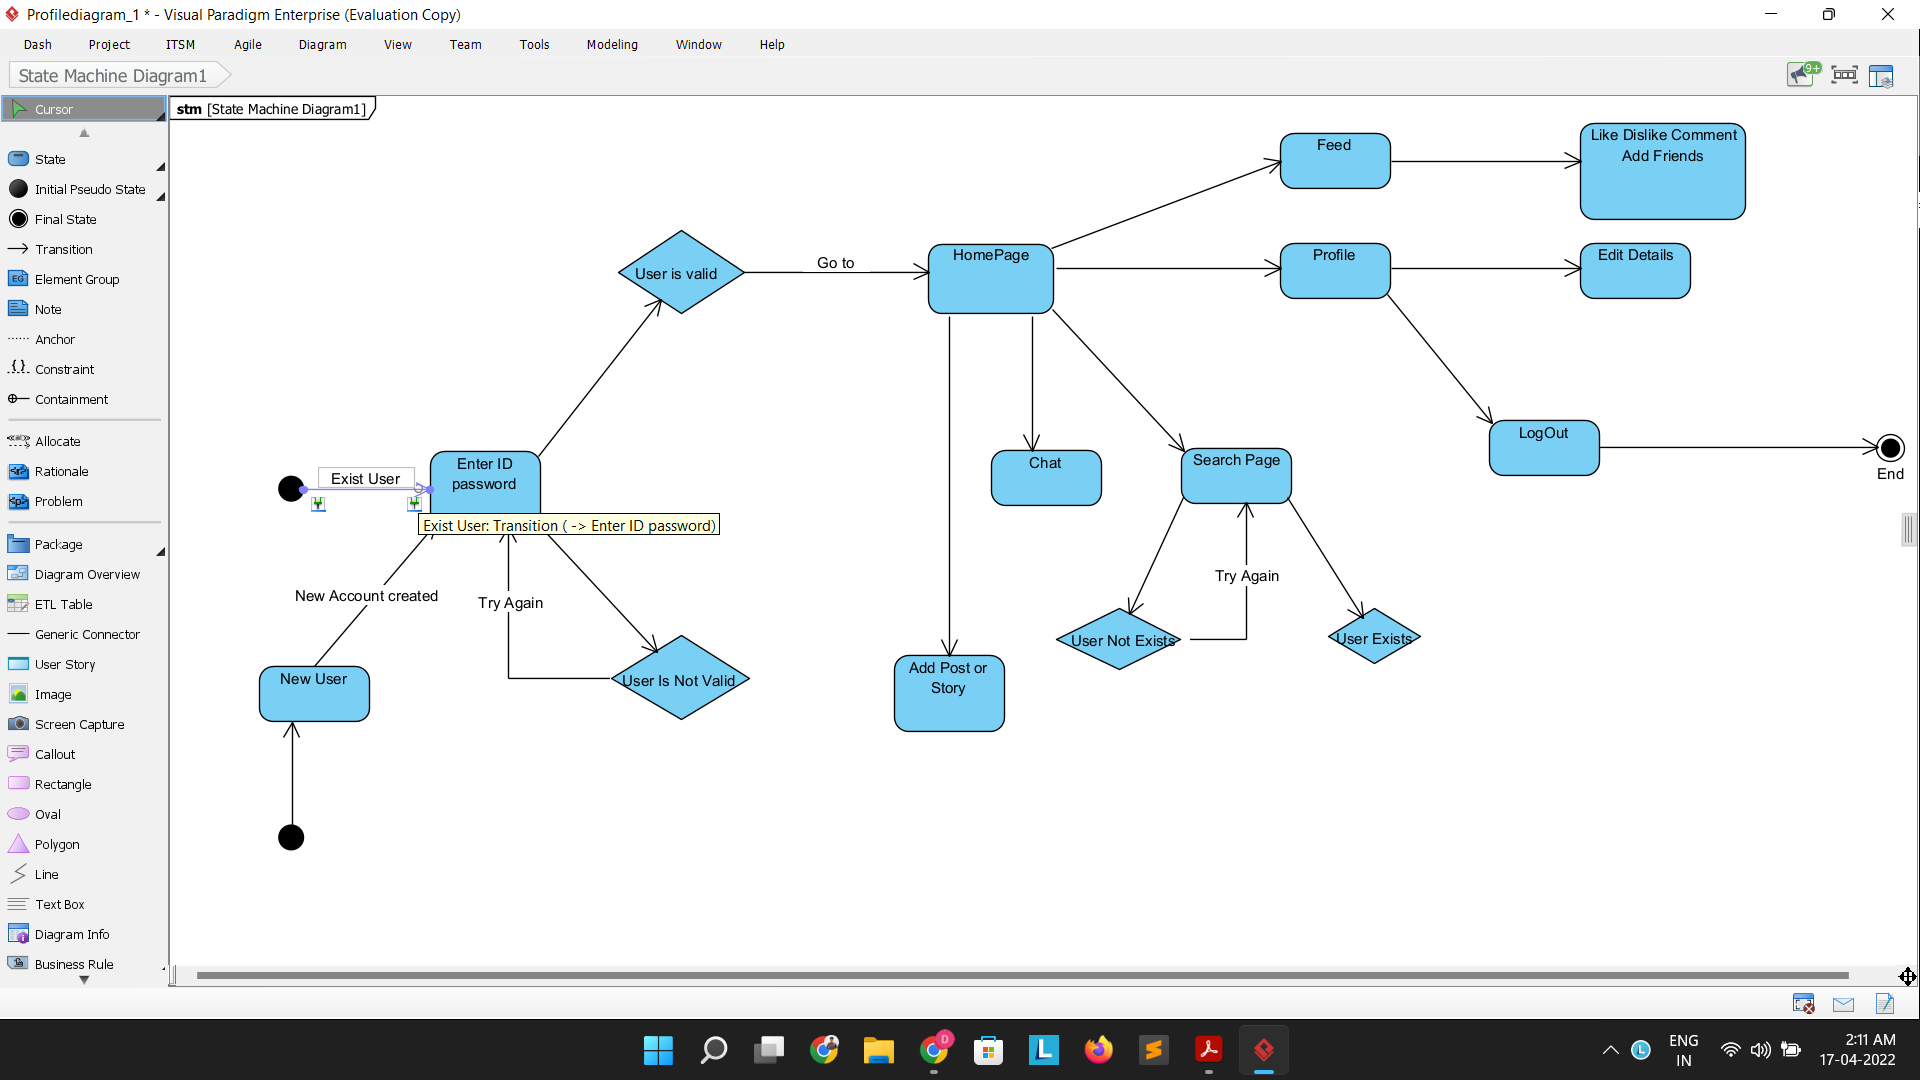 Profilediagram_1 * - Visual Paradigm Enterprise (Evaluation Copy)
Dash Project ITSM Agile Diagram View Team Tools Modeling Window Help
State Machine Diagram1
9+
Cursor
State
Initial Pseudo State
Final State
Transition
EG Element Group
Note
Anchor
Constraint
Containment
Allocate
Rationale
Problem
Package
Diagram Overview
ETL Table
Generic Connector
User Story
Image
Screen Capture
Callout
Rectangle
Oval
Polygon
Line
Text Box
Diagram Info
Business Rule
stm [State Machine Diagram1]
Feed
Like Dislike Comment
Add Friends
User is valid
Go to
HomePage
Profile
Edit Details
Exist User
Enter ID
password
Exist User: Transition ( -> Enter ID password)
Chat
Search Page
LogOut
End
New Account created
Try Again
Try Again
User Not Exists
User Exists
New User
User Is Not Valid
Add Post or
Story
D
L
L
ENG
IN
2:11 AM
17-04-2022